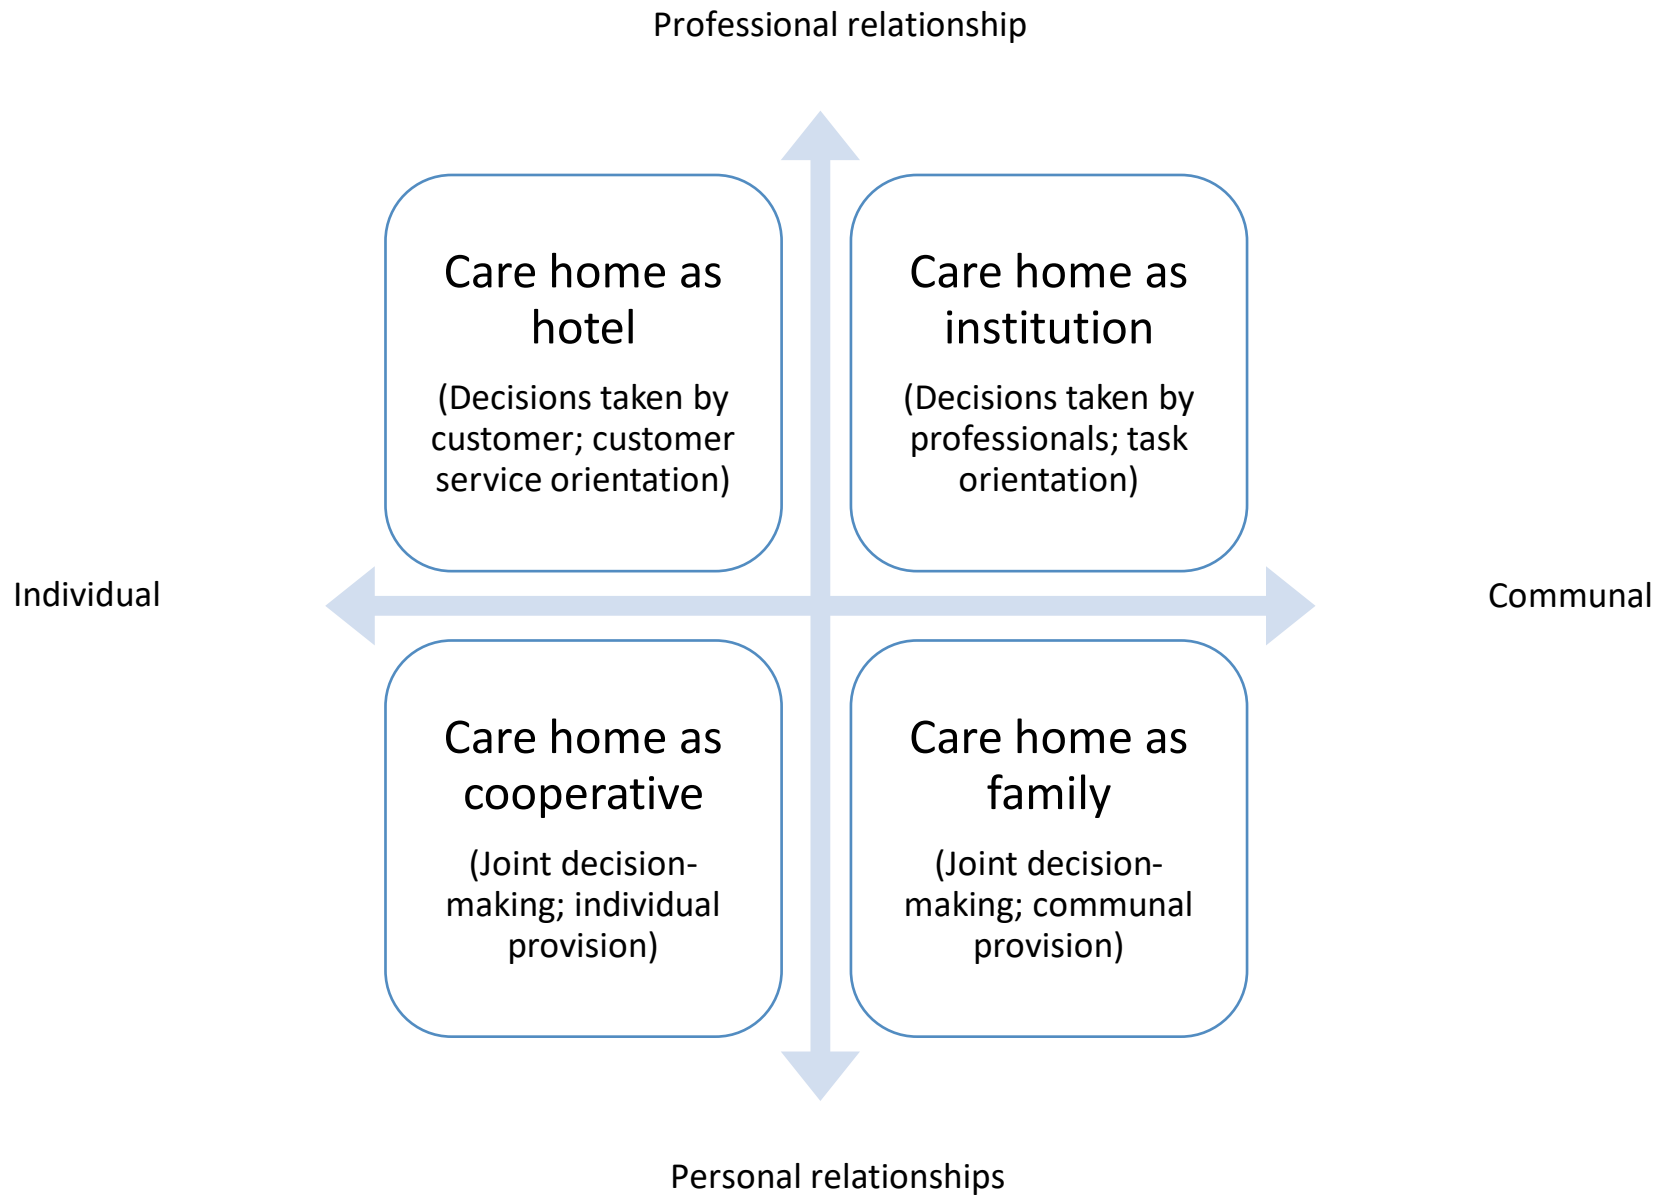 Professional relationship
Care home as
hotel
(Decisions taken by
customer; customer
service orientation)
Care home as
institution
(Decisions taken by
professionals; task
orientation)
Individual
Communal
Care home as
cooperative
(Joint decision-
making; individual
provision)
Care home as
family
(Joint decision-
making; communal
provision)
Personal relationships